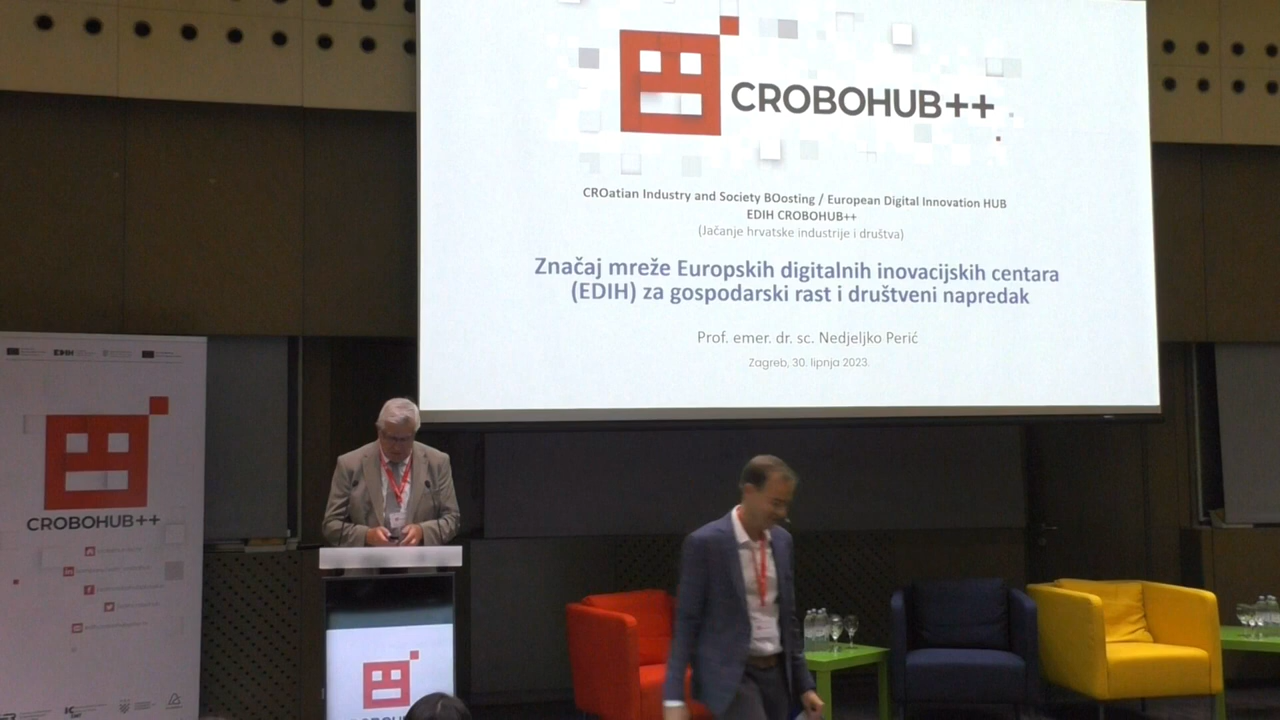 CROBOHUB++
CROatian Industry and Society BOosting / European Digital Innovation HUB
EDIH CROBOHUB++
(Jačanje hrvatske industrije i društva)
Značaj mreže Europskih digitalnih inovacijskih centara
(EDIH) za gospodarski rast i društveni napredak
Prof. emer. dr. sc. Nedjeljko Perić
Zagreb, 30. lipnja 2023.
EDIH
CROBOHUB++